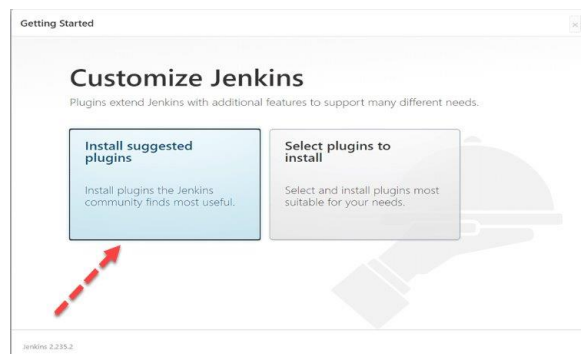 Getting Started
Customize Jenkins
Plugins extend Jenkins with additional features to support many different needs.
Install suggested
plugins
Install plugins the Jenkins
community finds most useful.
Select plugins to
install
Select and install plugins most
suitable for your needs.
Jenkins 2.235.2